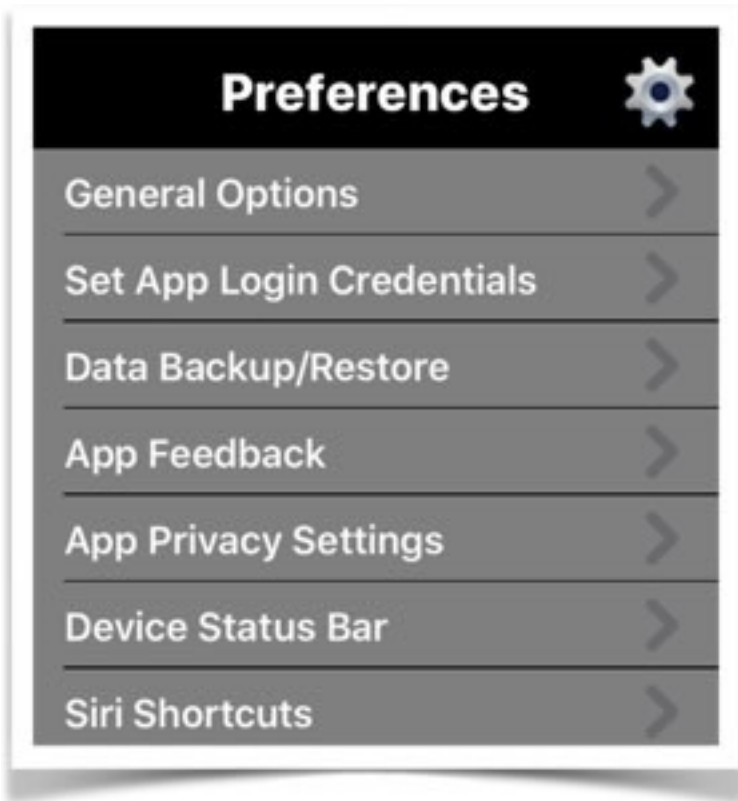 Preferences
General Options
Set App Login Credentials
Data Backup/Restore
App Feedback
App Privacy Settings
Device Status Bar
Siri Shortcuts